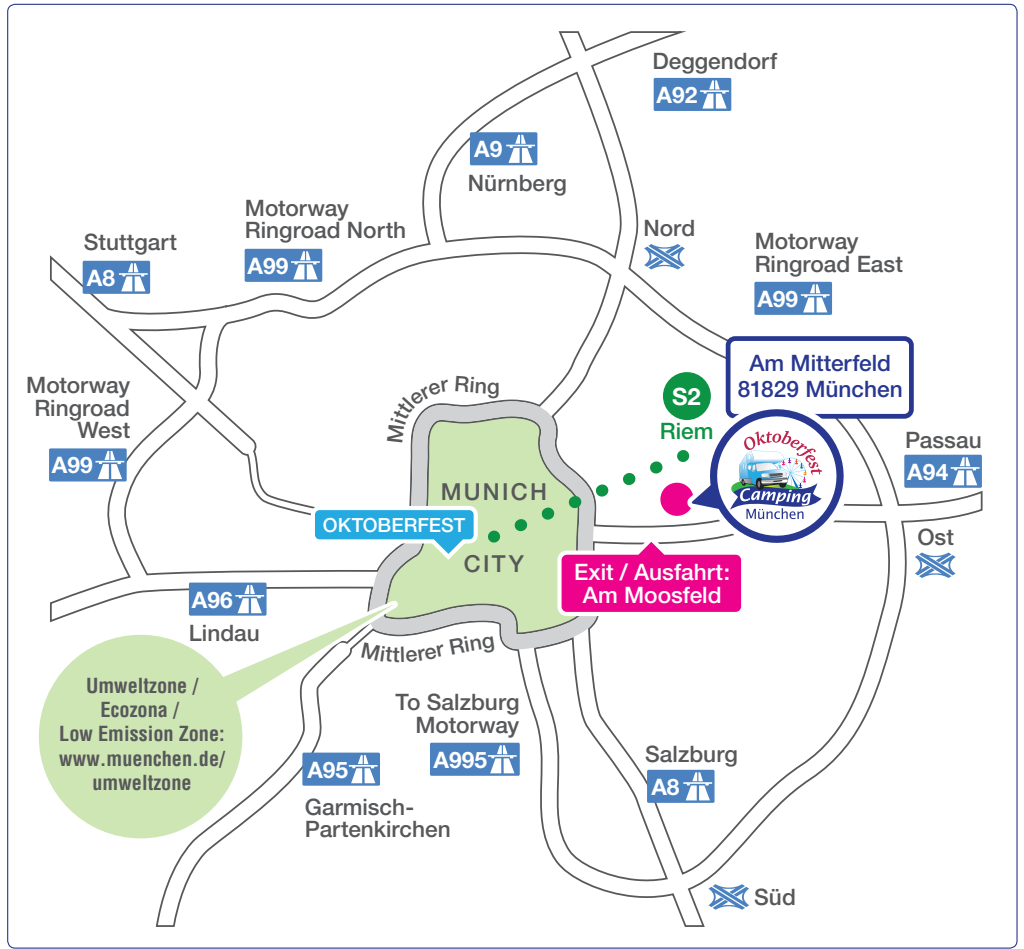 Deggendorf
A92
A9
Nürnberg
Motorway
Ringroad North
A99
Stuttgart
A8
Nord
Motorway
Ringroad East
A99
Am Mitterfeld
81829 München
Motorway
Ringroad
West
A99
Mittlerer Ring
S2
Riem
Oktoberfest
Camping
München
Passau
A94
MUNICH
CITY
OKTOBERFEST
Ost
Exit / Ausfahrt:
Am Moosfeld
A96
Lindau
Mittlerer Ring
Umweltzone /
Ecozona /
Low Emission Zone:
www.muenchen.de/
umweltzone
To Salzburg
Motorway
A995
Salzburg
A8
A95
Garmisch-
Partenkirchen
Süd